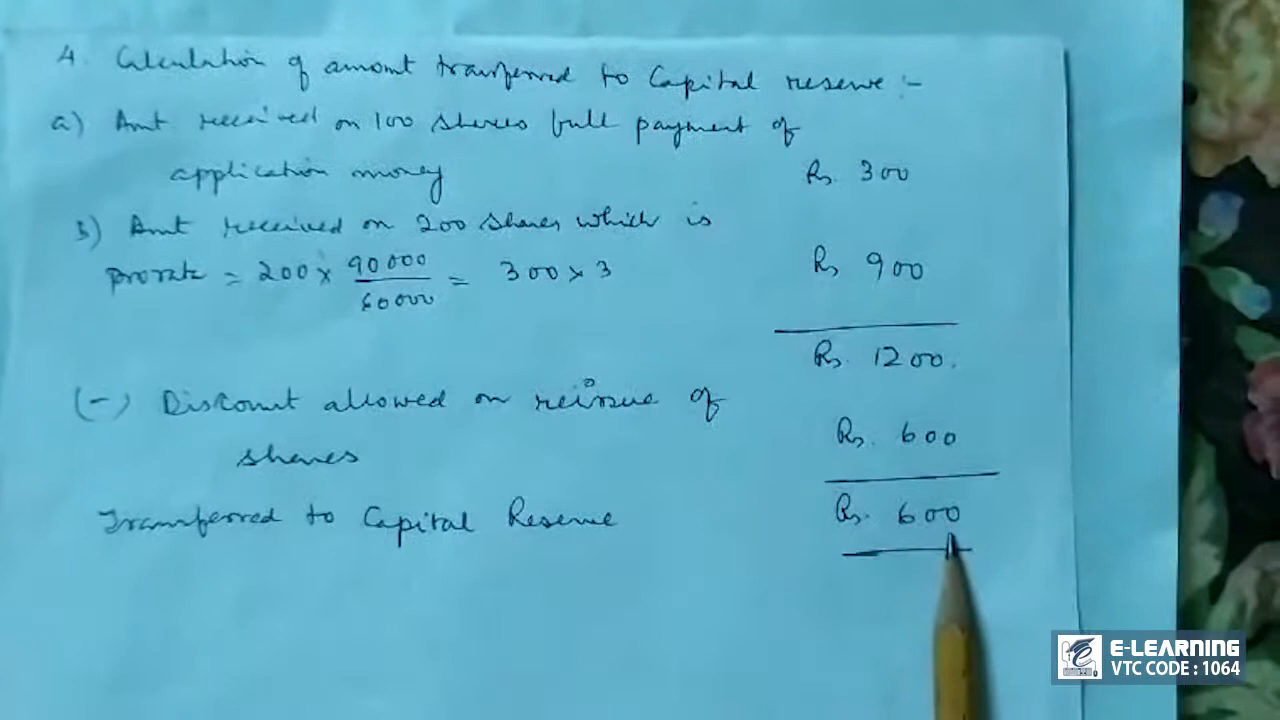 4. Calculation of amount transferred to Capital reserve :-
a) Amt received on 100 shares full payment of
application money Rs. 300
b) Amt received on 200 shares which is
prorata = 200 × 90000/60000 = 300 × 3 Rs 900
Rs. 1200.
(-) Discount allowed on reissue of
shares Rs. 600
Transferred to Capital Reserve Rs. 600
E-LEARNING
VTC CODE : 1064